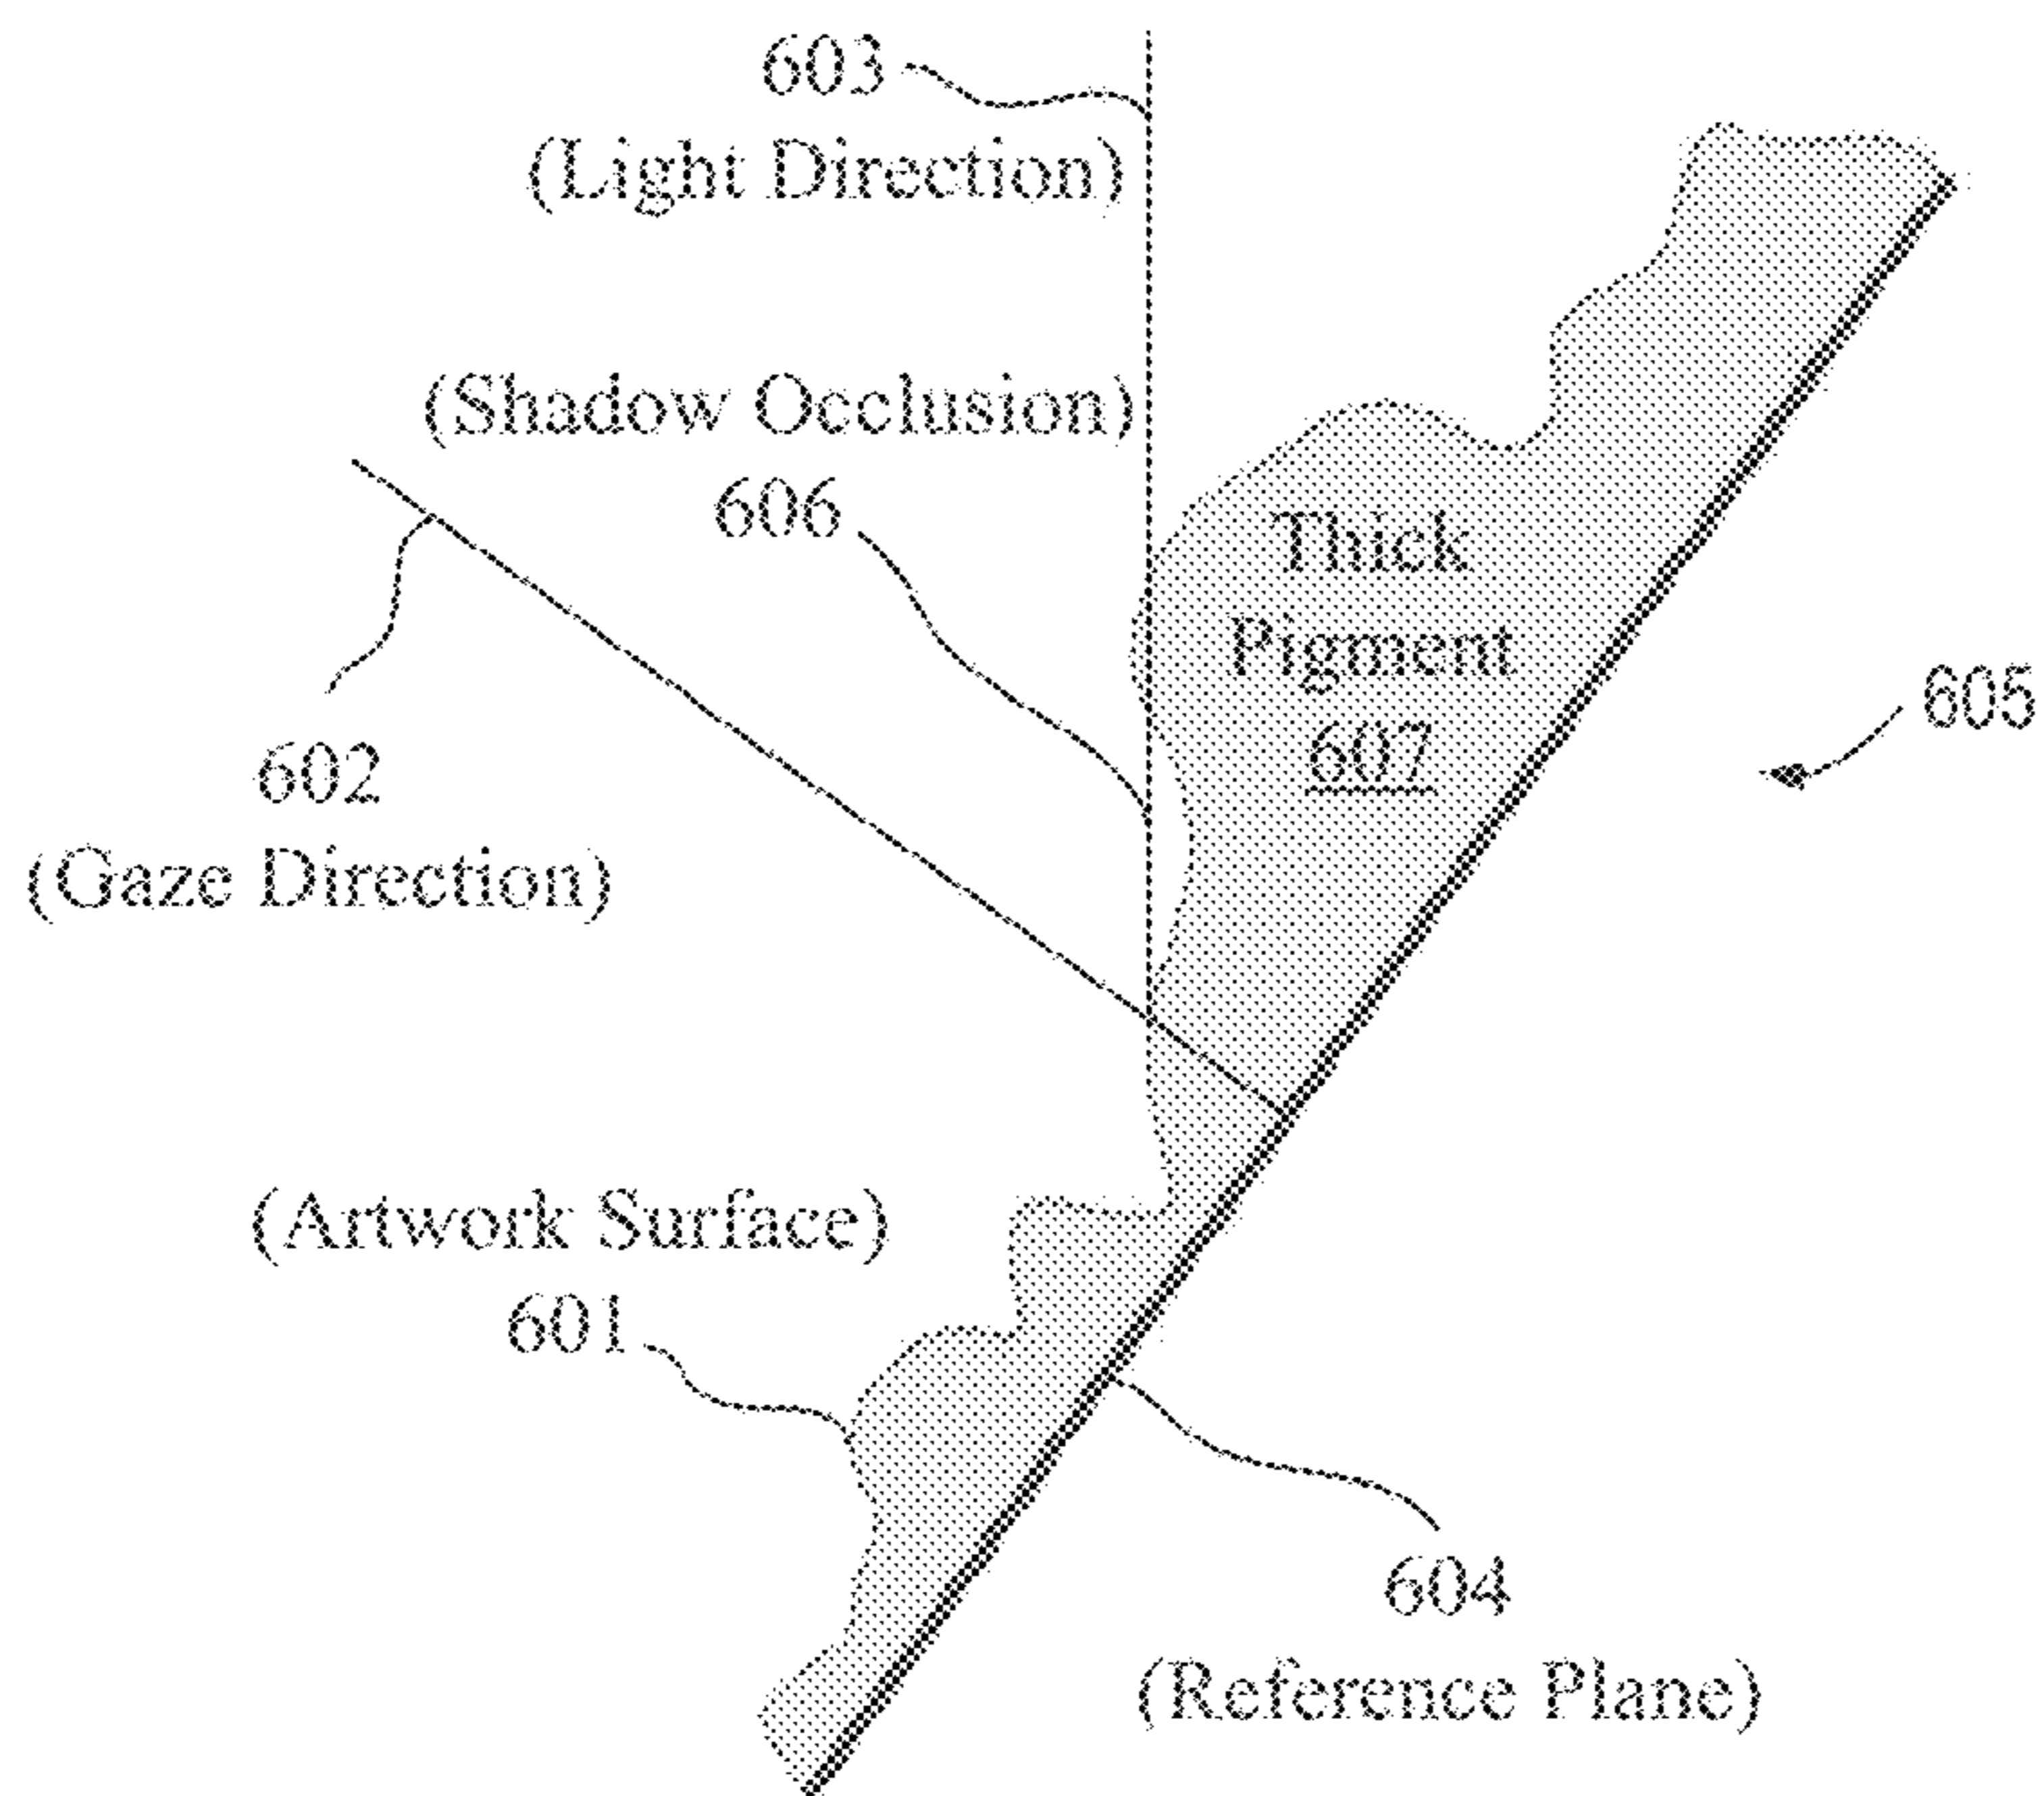 603
(Light Direction)
(Shadow Occlusion)
606
Thick
Pigment
607
605
602
(Gaze Direction)
(Artwork Surface)
601
604
(Reference Plane)